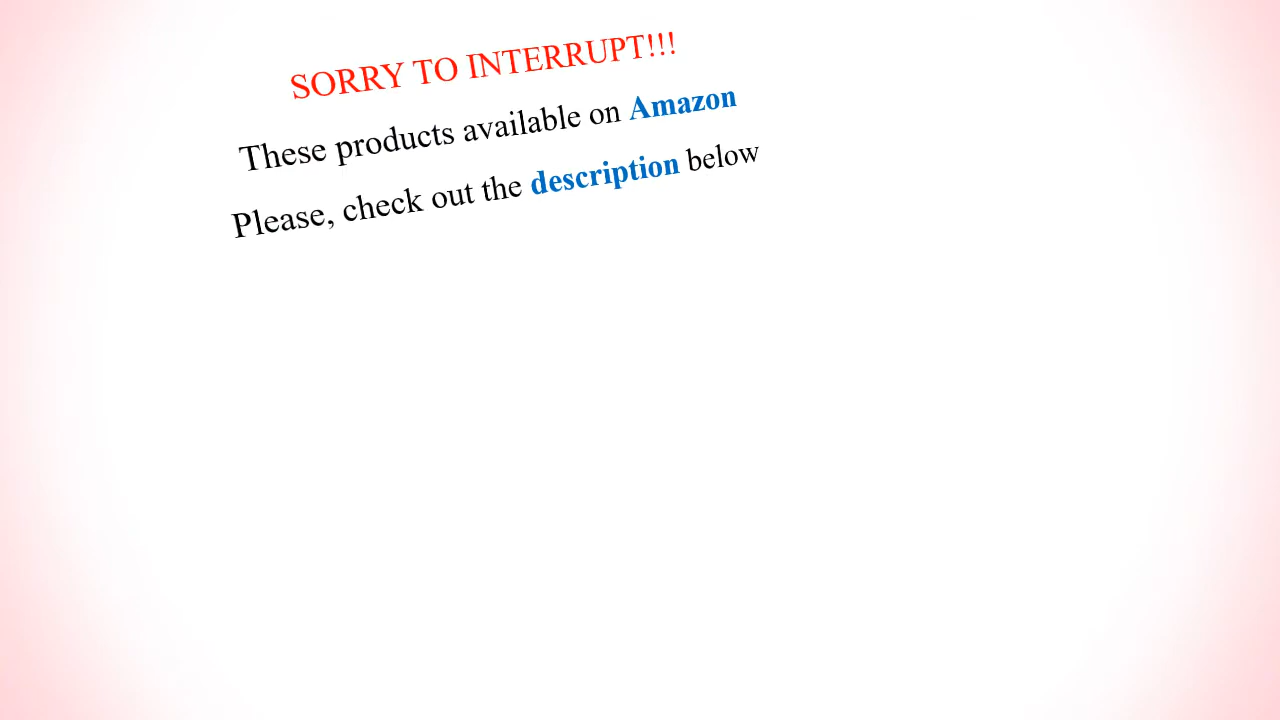 SORRY TO INTERRUPT!!!
These products available on Amazon
Please, check out the description below